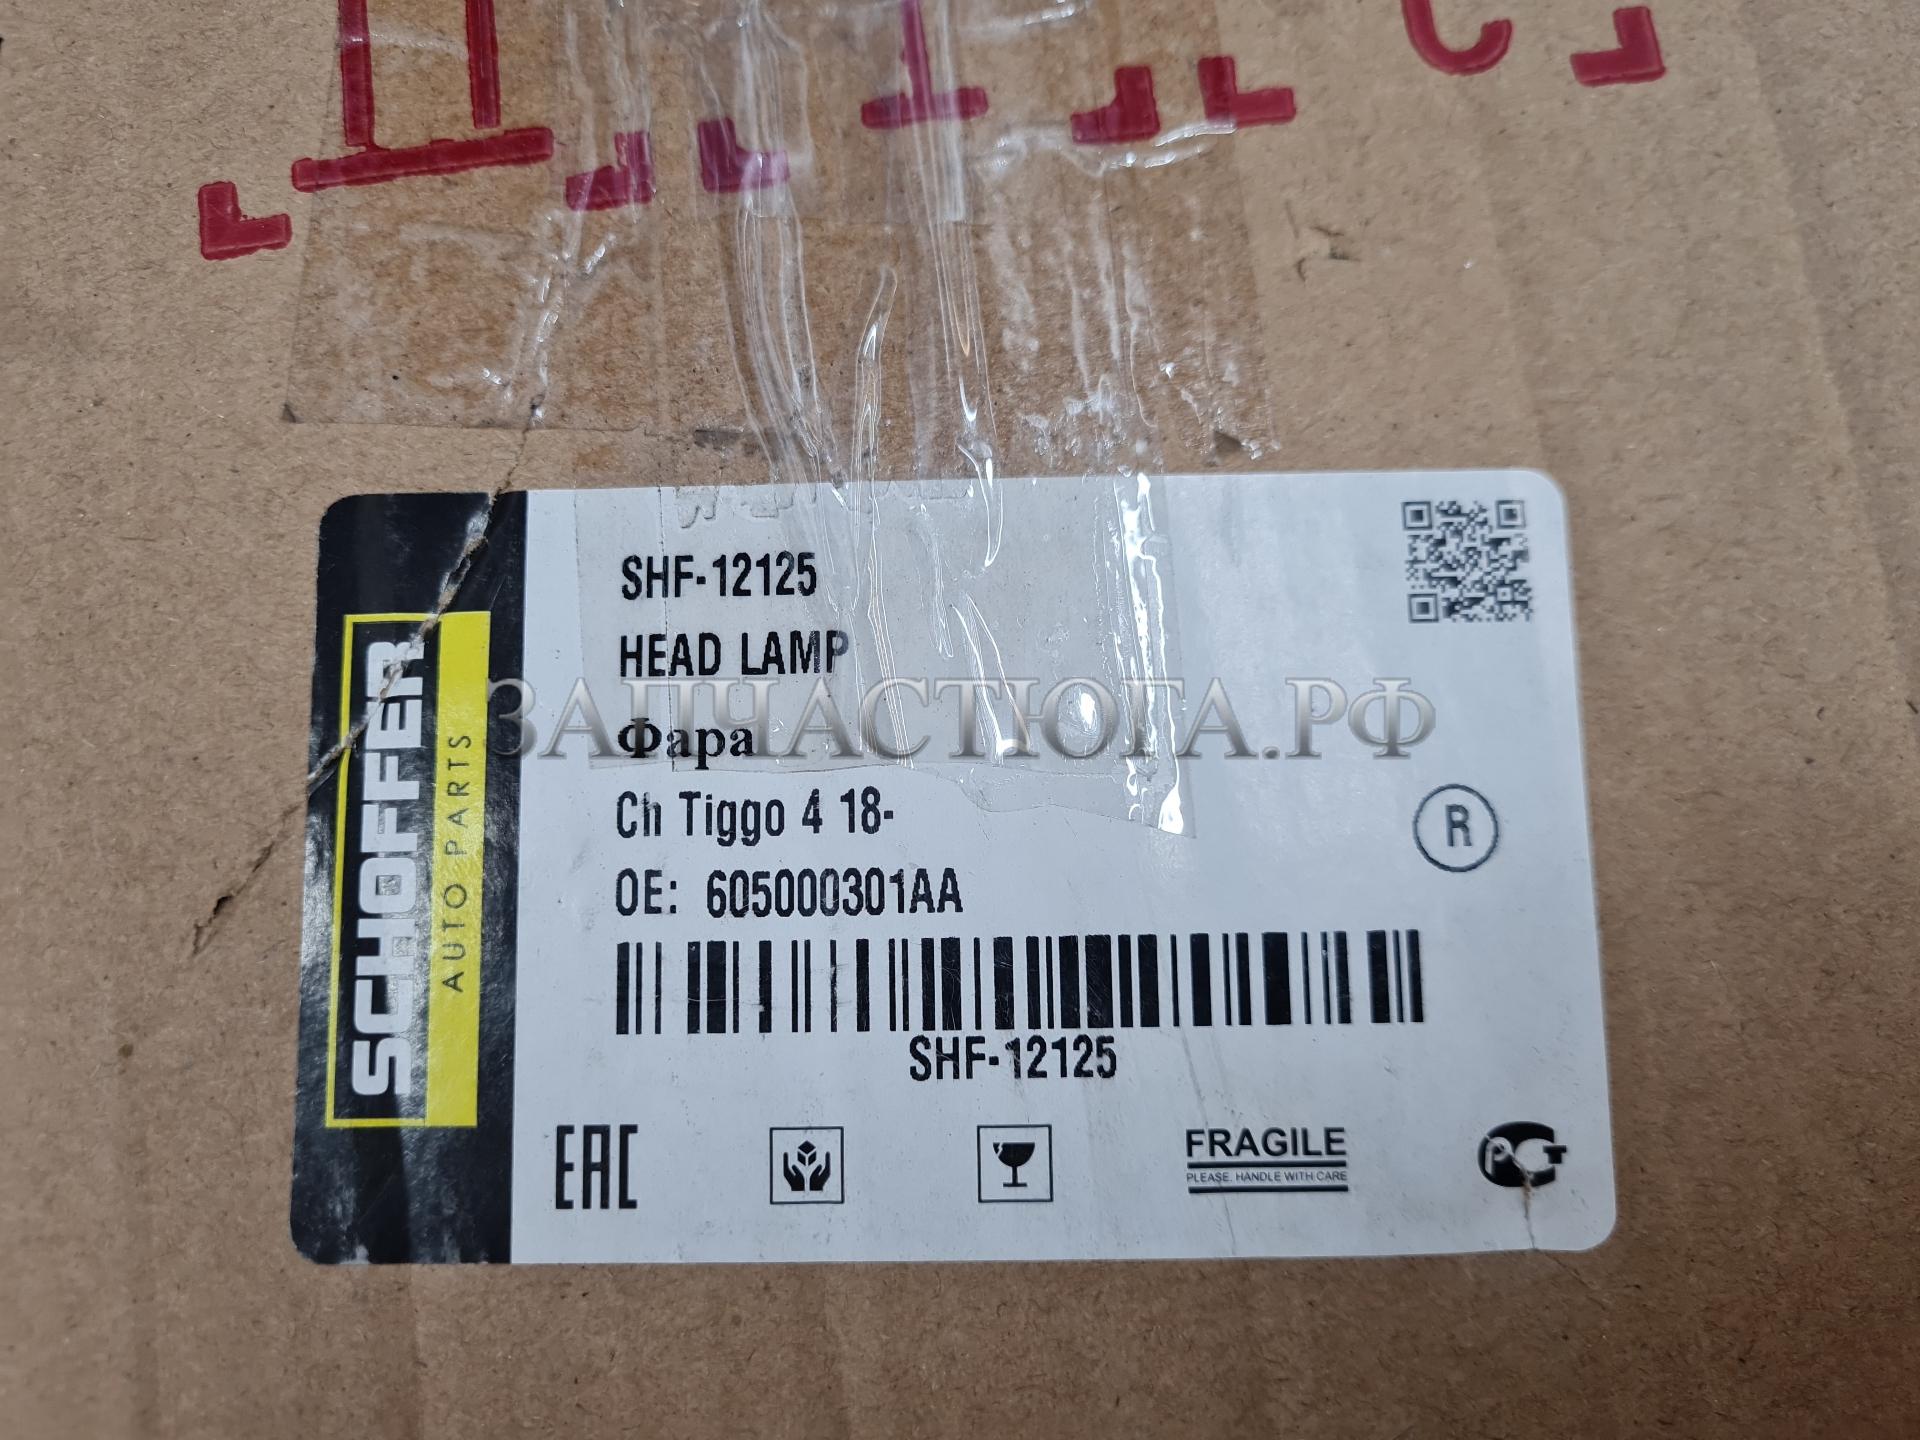 SCHOFFER
AUTO PARTS
SHF-12125
HEAD LAMP
Фара
ЗАПЧАСТЮГА.РФ
Ch Tiggo 4 18-
R
OE: 605000301AA
SHF-12125
EAC
FRAGILE
PLEASE. HANDLE WITH CARE
РСТ